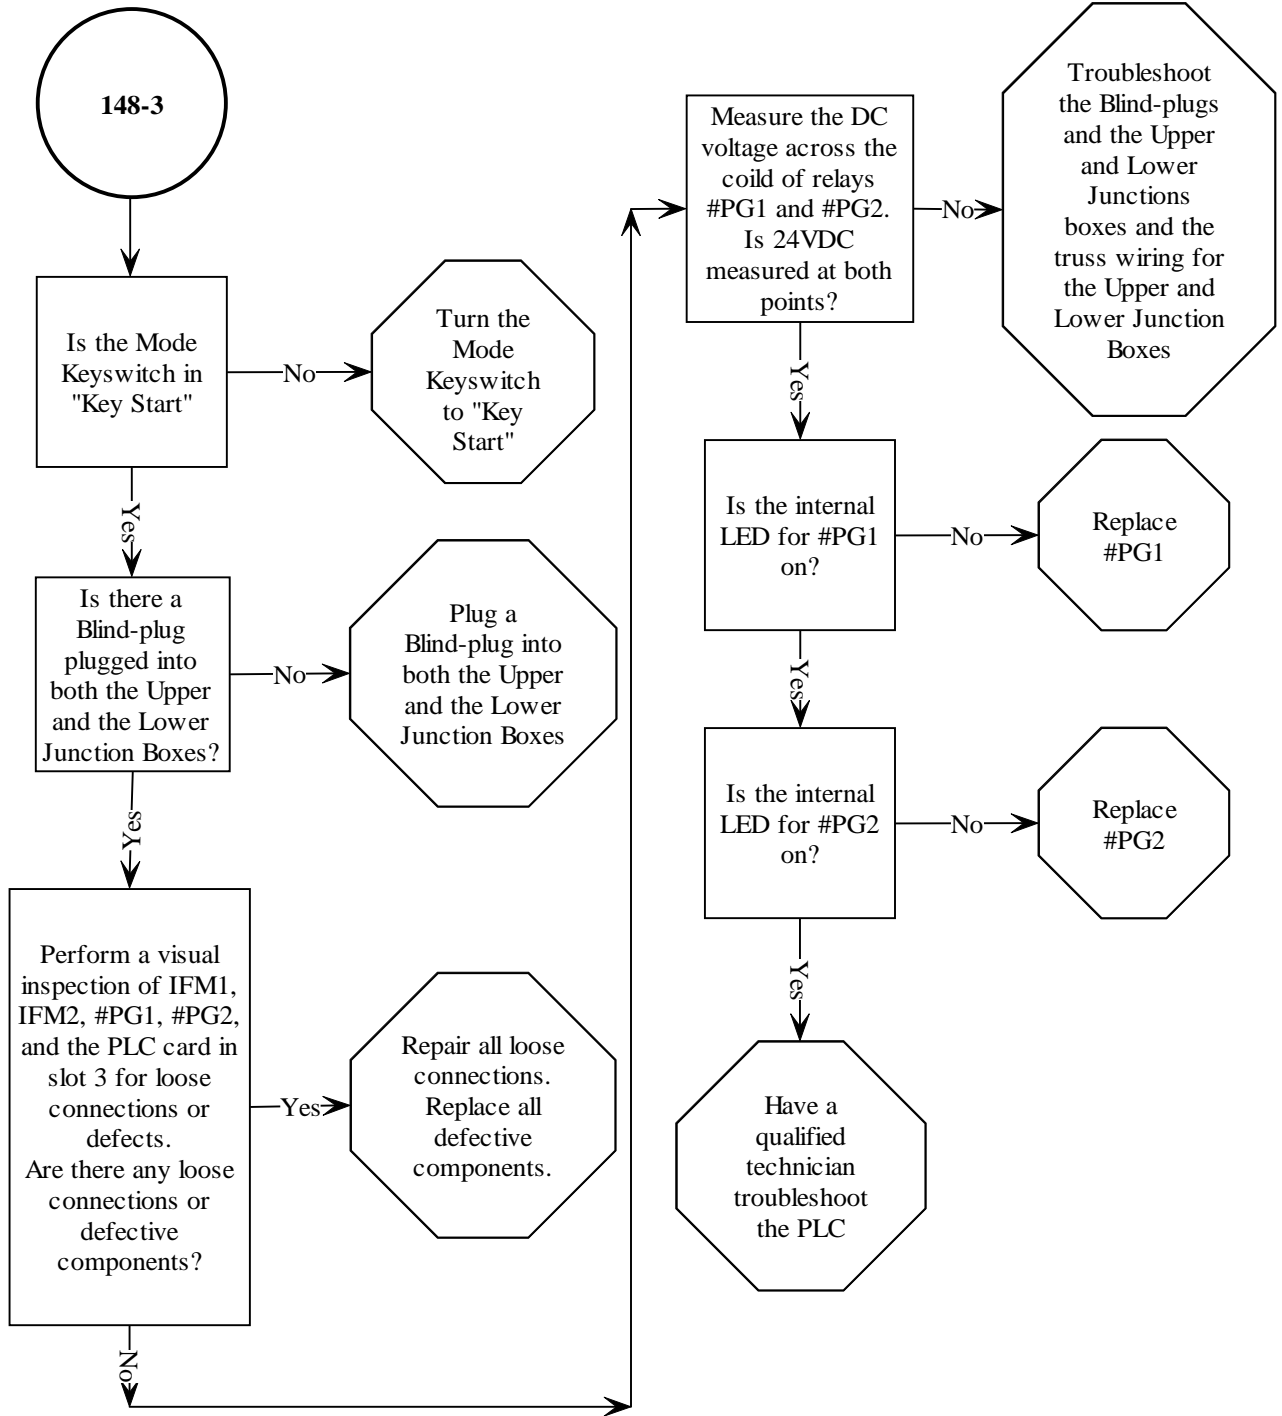 148-3
Is the Mode
Keyswitch in
"Key Start"
No
Turn the
Mode
Keyswitch
to "Key
Start"
Yes
Is there a
Blind-plug
plugged into
both the Upper
and the Lower
Junction Boxes?
No
Plug a
Blind-plug into
both the Upper
and the Lower
Junction Boxes
Yes
Perform a visual
inspection of IFM1,
IFM2, #PG1, #PG2,
and the PLC card in
slot 3 for loose
connections or
defects.
Are there any loose
connections or
defective
components?
Yes
Repair all loose
connections.
Replace all
defective
components.
No
Measure the DC
voltage across the
coild of relays
#PG1 and #PG2.
Is 24VDC
measured at both
points?
No
Troubleshoot
the Blind-plugs
and the Upper
and Lower
Junctions
boxes and the
truss wiring for
the Upper and
Lower Junction
Boxes
Yes
Is the internal
LED for #PG1
on?
No
Replace
#PG1
Yes
Is the internal
LED for #PG2
on?
No
Replace
#PG2
Yes
Have a
qualified
technician
troubleshoot
the PLC